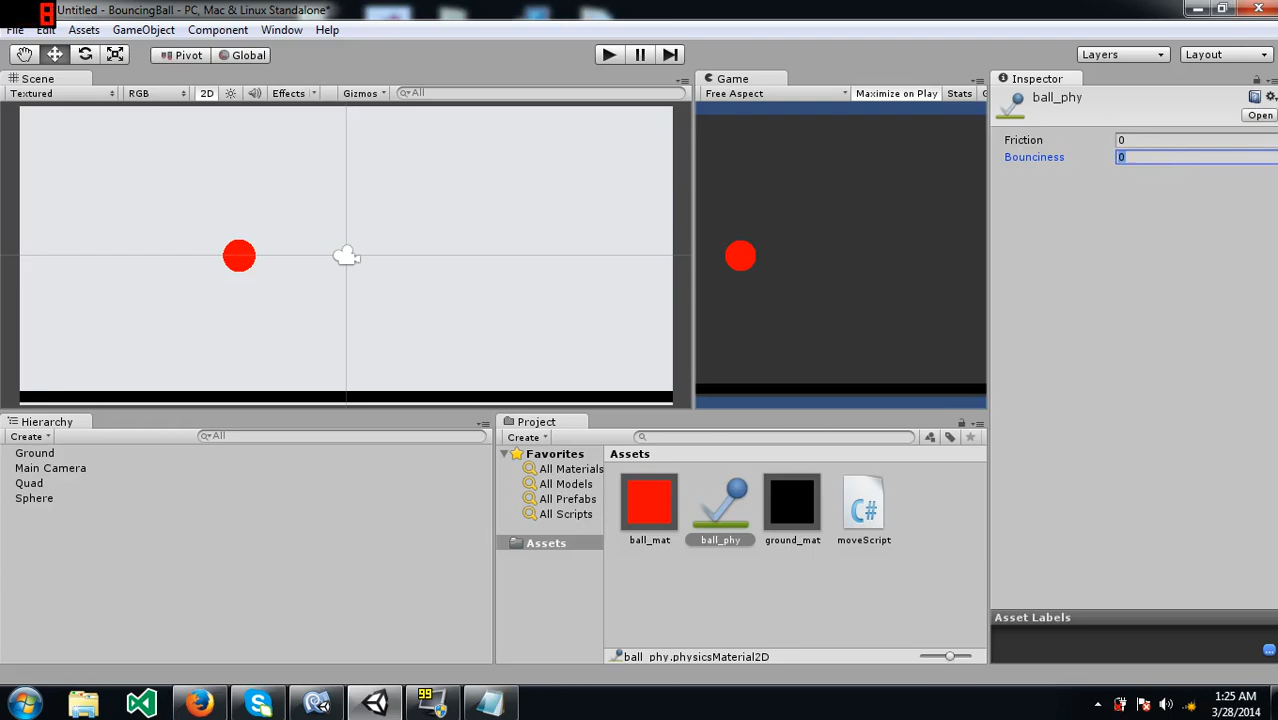 Untitled - BouncingBall - PC, Mac & Linux Standalone*
8
File Edit Assets GameObject Component Window Help
Pivot Global Layers Layout
Scene
Textured RGB 2D Effects Gizmos All
Game
Free Aspect Maximize on Play Stats G
Inspector
ball_phy
Open
Friction 0
Bounciness 0
Hierarchy
Create All
Ground
Main Camera
Quad
Sphere
Project
Create
Favorites
All Materials
All Models
All Prefabs
All Scripts
Assets
Assets
C#
ball_mat ball_phy ground_mat moveScript
ball_phy.physicsMaterial2D
Asset Labels
99
1:25 AM
3/28/2014